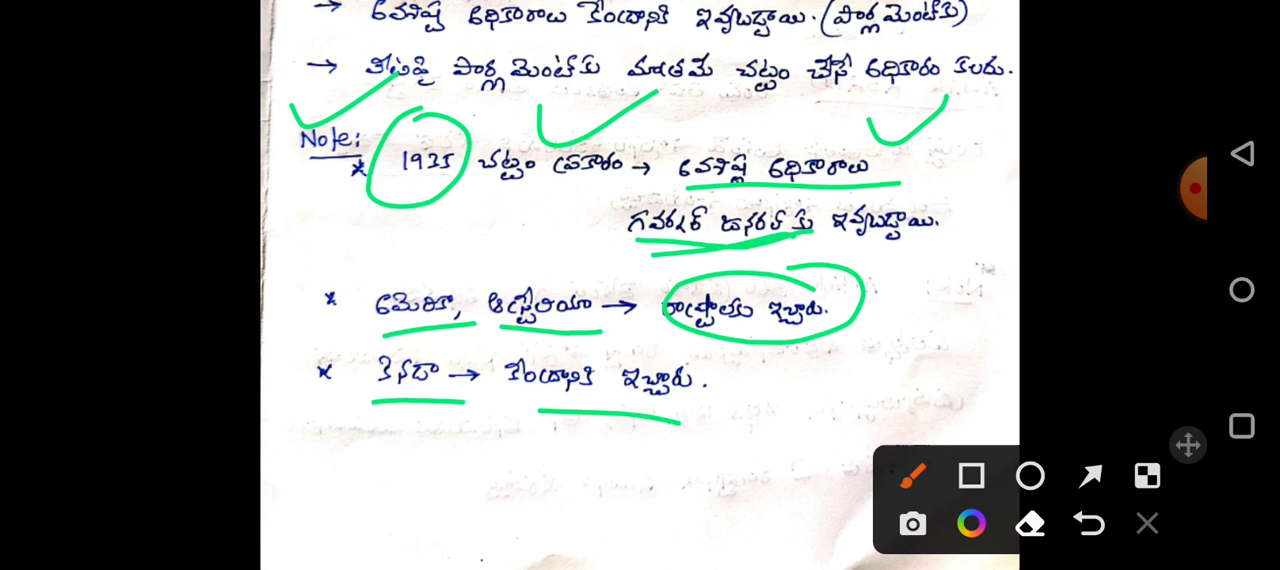 → అవశిష్ట అధికారాలు కేంద్రానికి ఇవ్వబడ్డాయి. (పార్లమెంట్‌కు)
→ వీటిపై పార్లమెంట్‌కు మాత్రమే చట్టం చేసే అధికారం కలదు.
Note:
* 1935 చట్టం ప్రకారం → అవశిష్ట అధికారాలు
గవర్నర్ జనరల్ కు ఇవ్వబడ్డాయి.
* అమెరికా, ఆస్ట్రేలియా → రాష్ట్రాలకు ఇచ్చారు.
* కెనడా → కేంద్రానికి ఇచ్చారు.